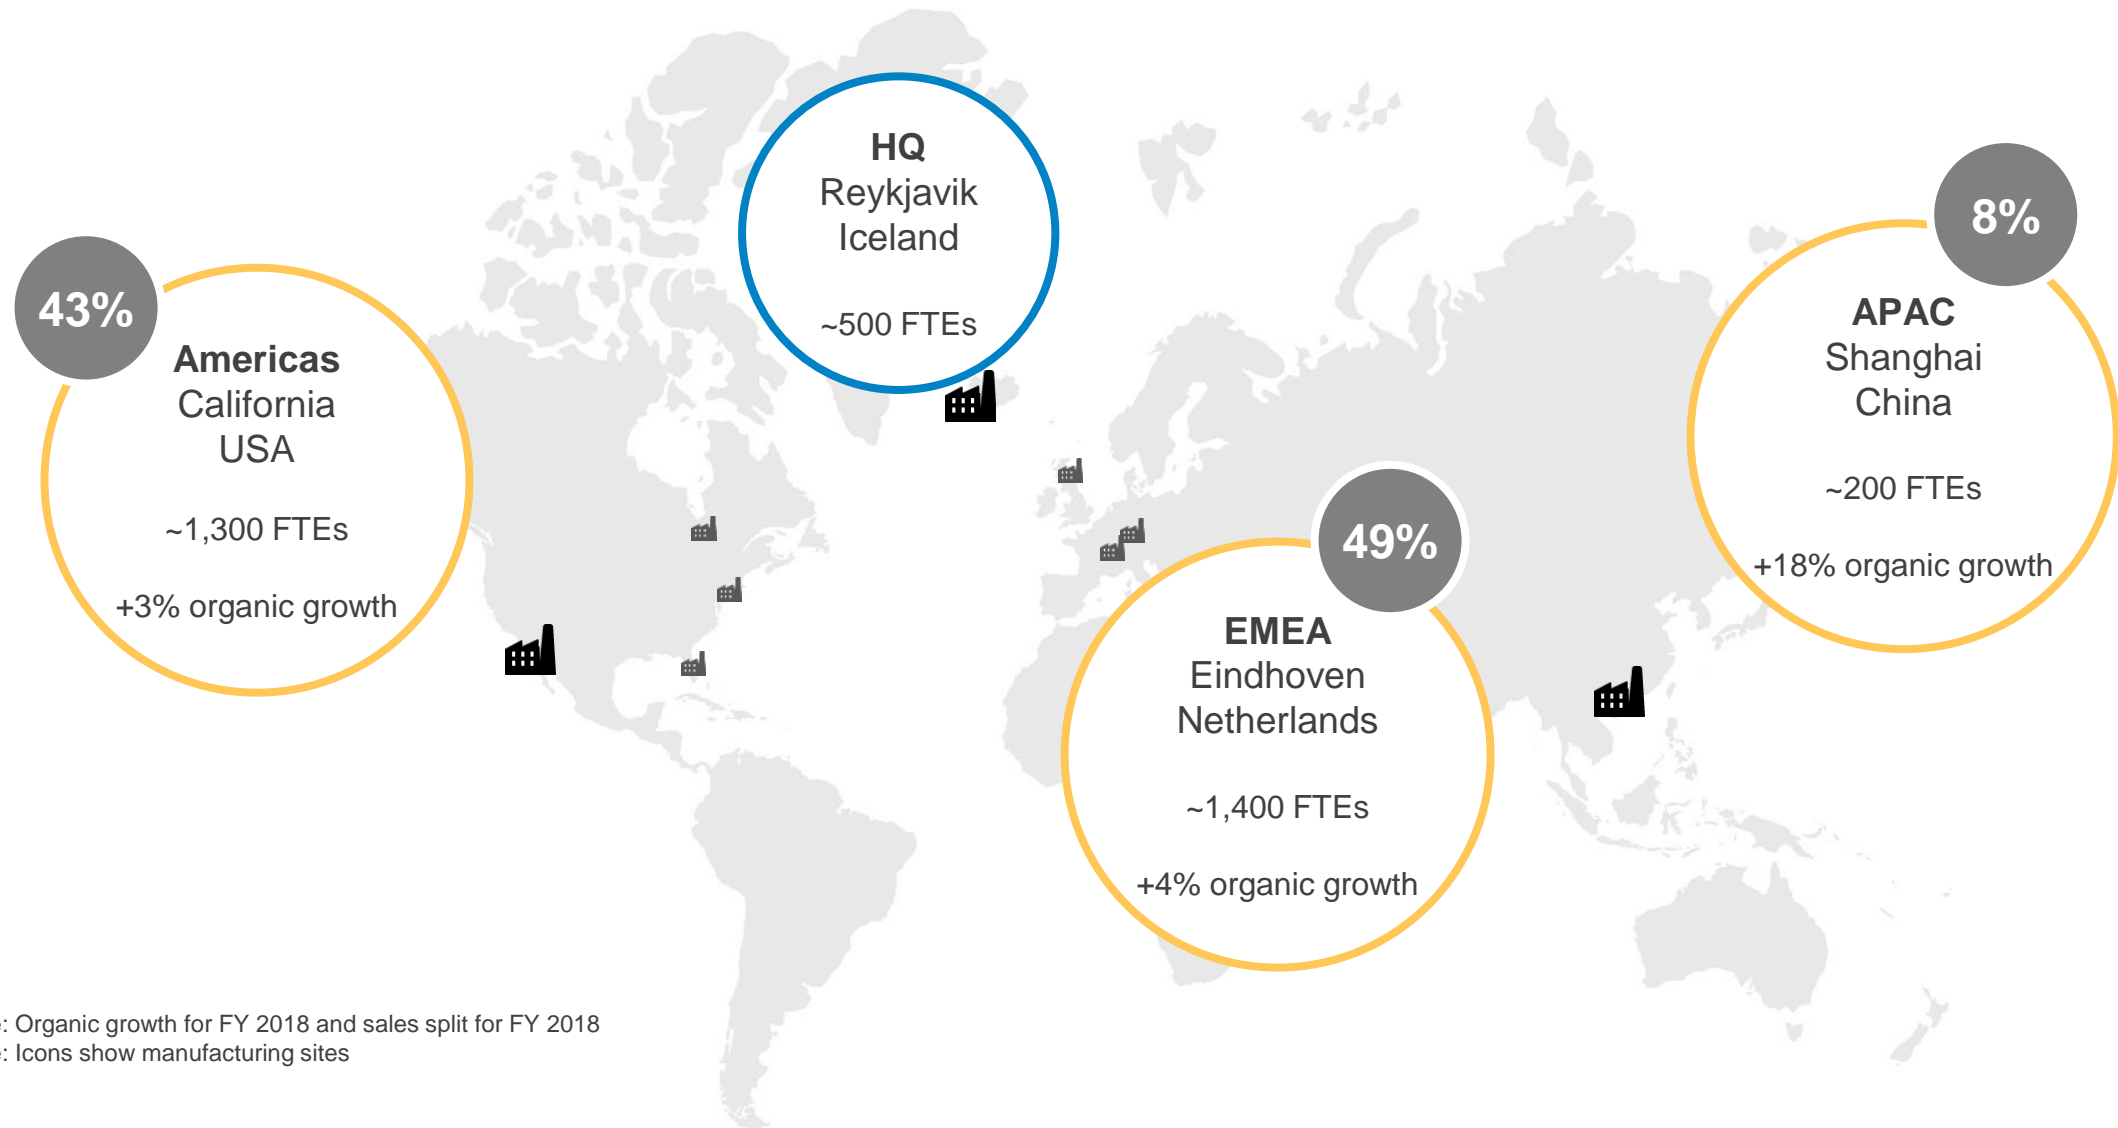 HQ
Reykjavik
Iceland
~500 FTEs
43%
Americas
California
USA
~1,300 FTEs
+3% organic growth
49%
EMEA
Eindhoven
Netherlands
~1,400 FTEs
+4% organic growth
8%
APAC
Shanghai
China
~200 FTEs
+18% organic growth
: Organic growth for FY 2018 and sales split for FY 2018
: Icons show manufacturing sites